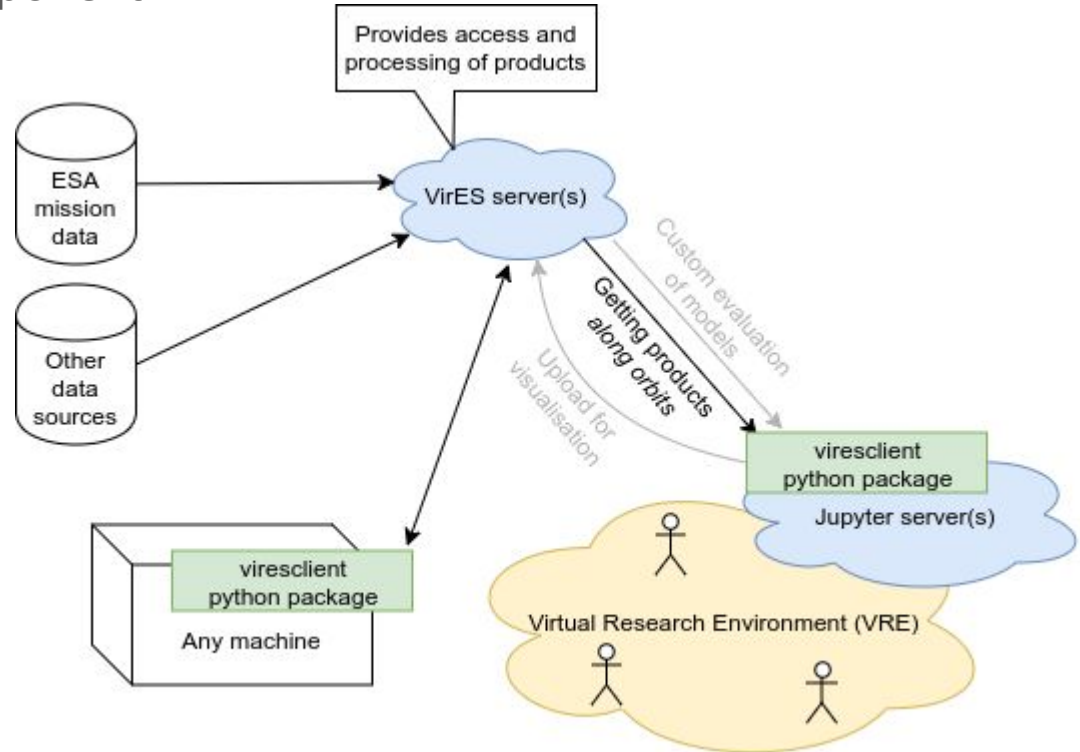 Provides access and
processing of products
ESA
mission
data
VirES server(s)
Custom evaluation
of models
Getting products
along orbits
Upload for
visualisation
Other
data
sources
viresclient
python package
Jupyter server(s)
viresclient
python package
Any machine
Virtual Research Environment (VRE)